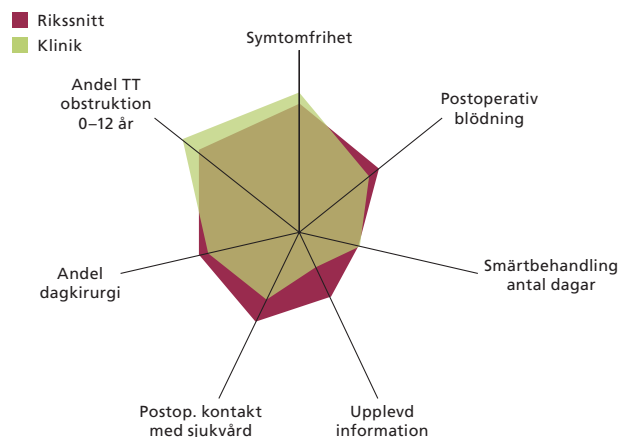 Rikssnitt
Klinik
Symtomfrihet
Andel TT
obstruktion
0–12 år
Postoperativ
blödning
Smärtbehandling
antal dagar
Andel
dagkirurgi
Postop. kontakt
med sjukvård
Upplevd
information